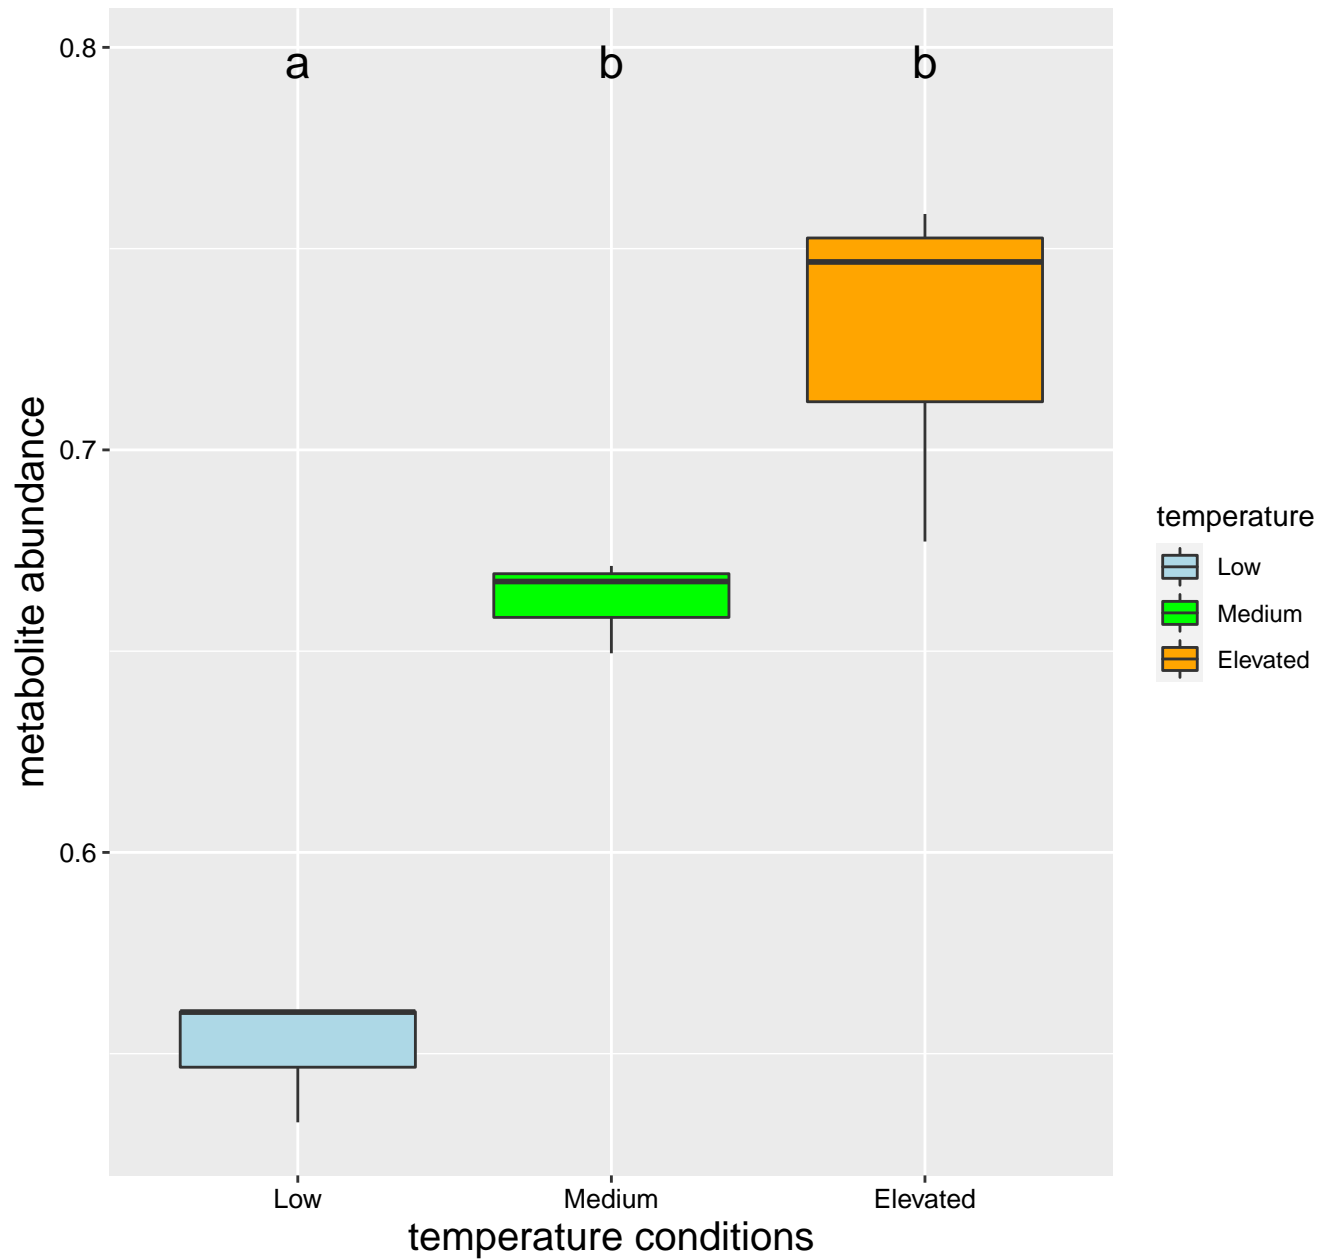 a b b
0.8
0.7
0.6
metabolite abundance
Low Medium Elevated
temperature conditions
temperature
Low
Medium
Elevated